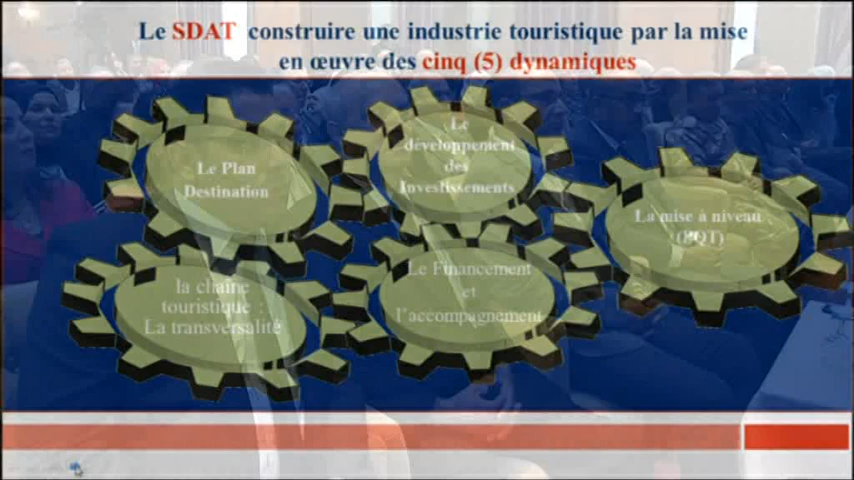 Le SDAT construire une industrie touristique par la mise
en œuvre des cinq (5) dynamiques
Le Plan
Destination
Le
développement
des
Investissements
La mise à niveau
(PQT)
la chaine
touristique :
La transversalité
Le Financement
et
l'accompagnement